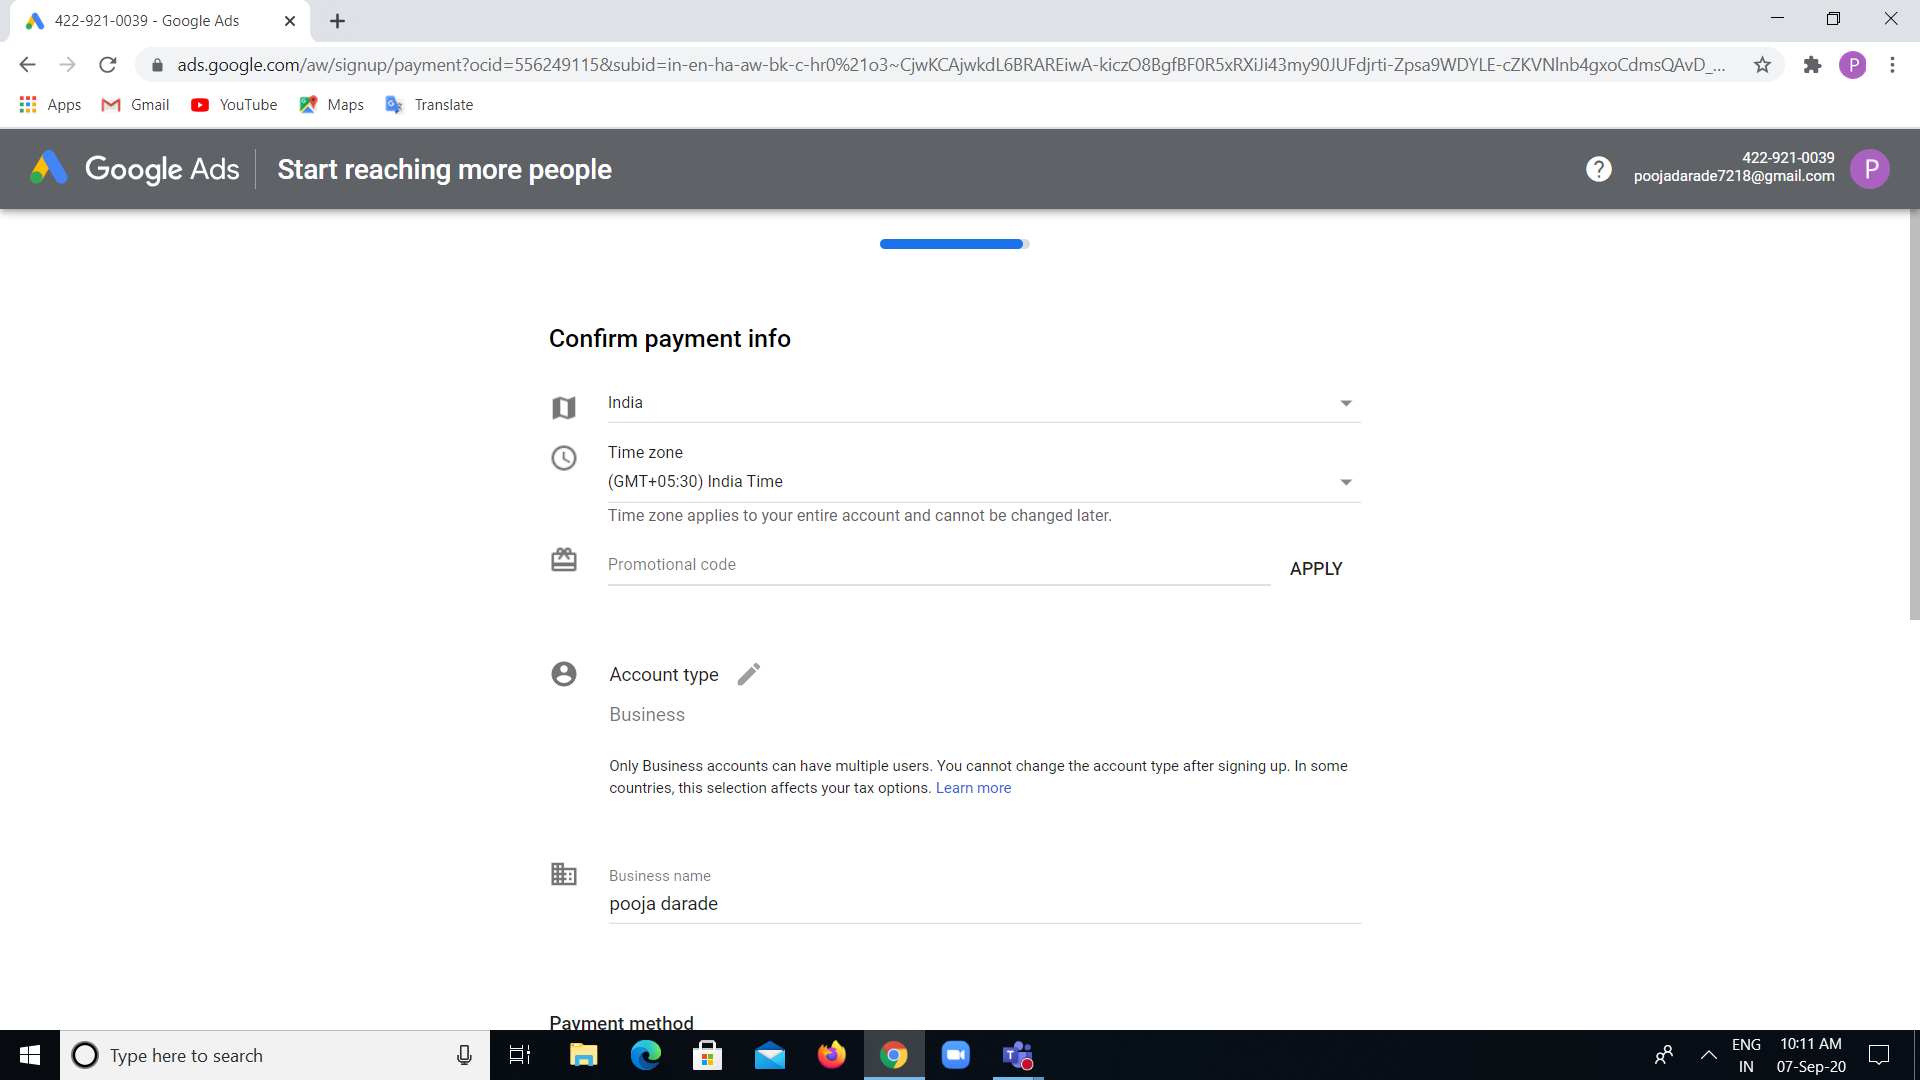 422-921-0039 - Google Ads
ads.google.com/aw/signup/payment?ocid=556249115&subid=in-en-ha-aw-bk-c-hr0%21o3~CjwKCAjwkdL6BRAREiwA-kiczO8BgfBF0R5xRXiJi43my90JUFdjrti-Zpsa9WDYLE-cZKVNlnb4gxoCdmsQAvD_...
P
Apps Gmail YouTube Maps Translate
Google Ads Start reaching more people ? 422-921-0039
poojadarade7218@gmail.com P
Confirm payment info
India
Time zone
(GMT+05:30) India Time
Time zone applies to your entire account and cannot be changed later.
Promotional code APPLY
Account type
Business
Only Business accounts can have multiple users. You cannot change the account type after signing up. In some
countries, this selection affects your tax options. Learn more
Business name
pooja darade
Payment method
Type here to search
ENG
IN
10:11 AM
07-Sep-20